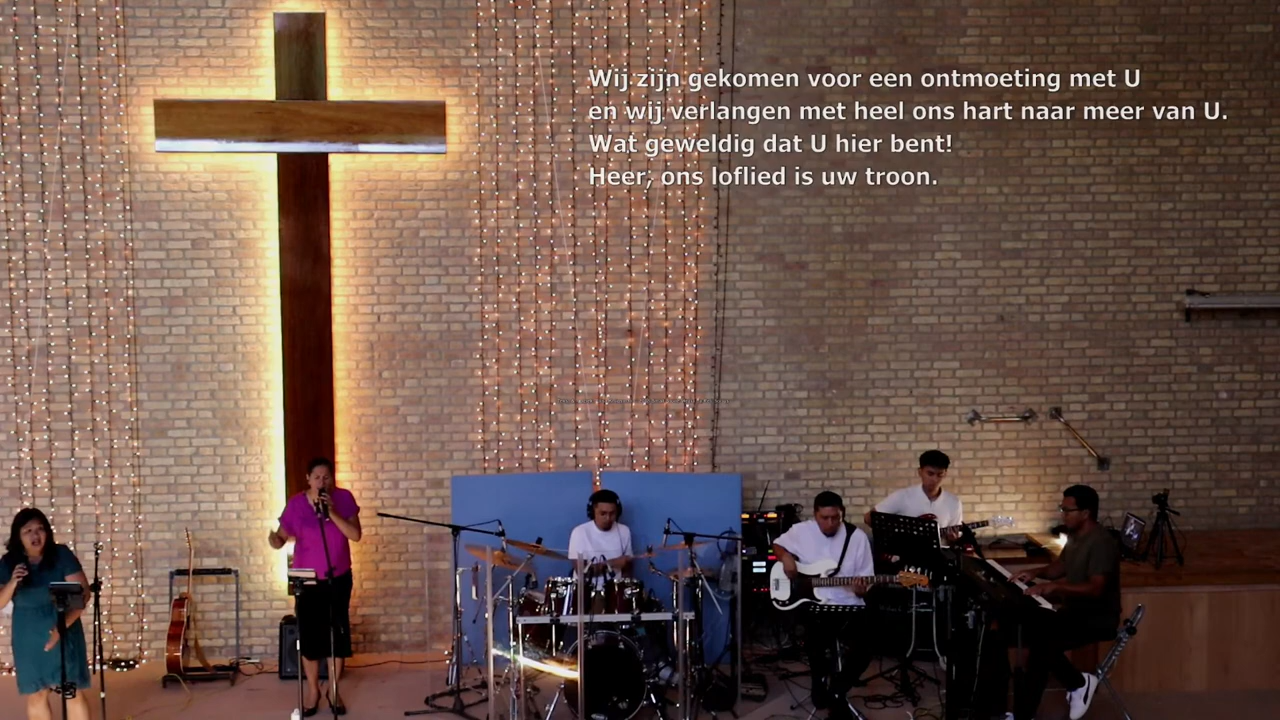 Wij zijn gekomen voor een ontmoeting met U
en wij verlangen met heel ons hart naar meer van U.
Wat geweldig dat U hier bent!
Heer, ons loflied is uw troon.